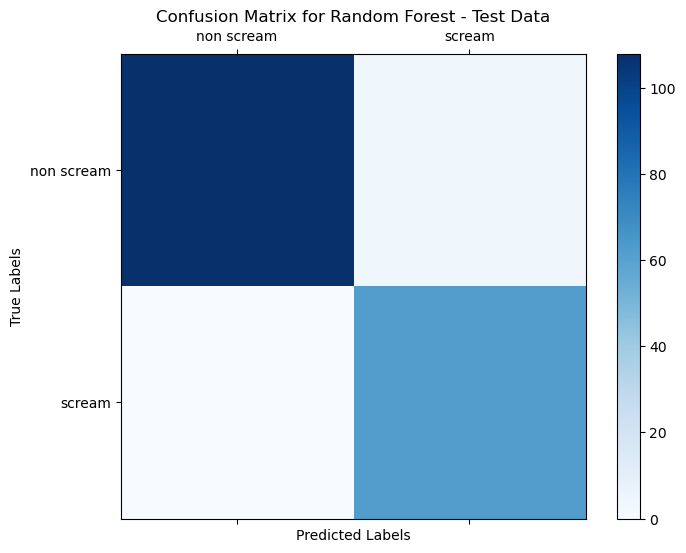 Confusion Matrix for Random Forest - Test Data
non scream scream
non scream
scream
True Labels
Predicted Labels
100
80
60
40
20
0